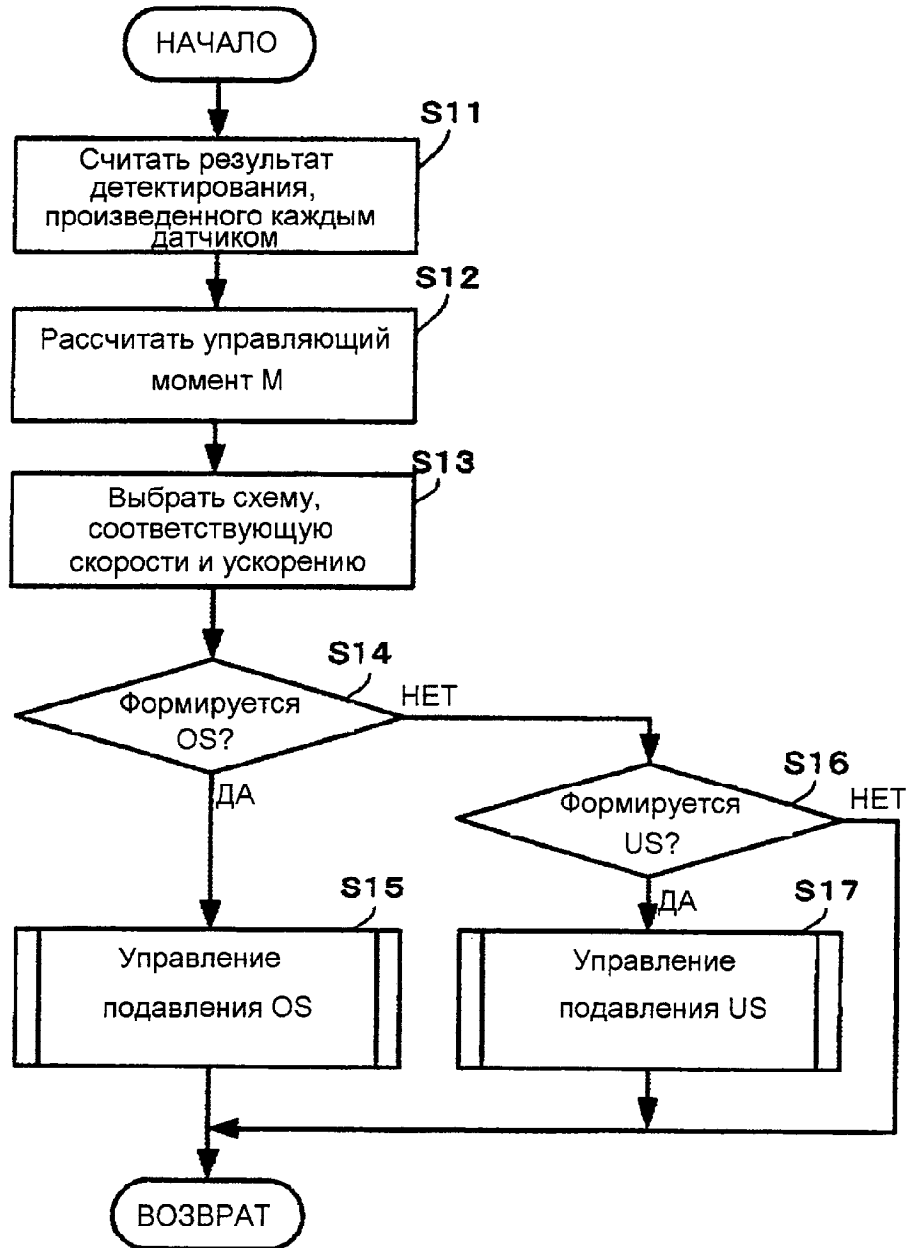 НАЧАЛО
S11
Считать результат
детектирования,
произведенного каждым
датчиком
S12
Рассчитать управляющий
момент М
S13
Выбрать схему,
соответствующую
скорости и ускорению
S14
Формируется
OS?
НЕТ
ДА
S16
Формируется
US?
НЕТ
ДА
S15
Управление
подавления OS
S17
Управление
подавления US
ВОЗВРАТ